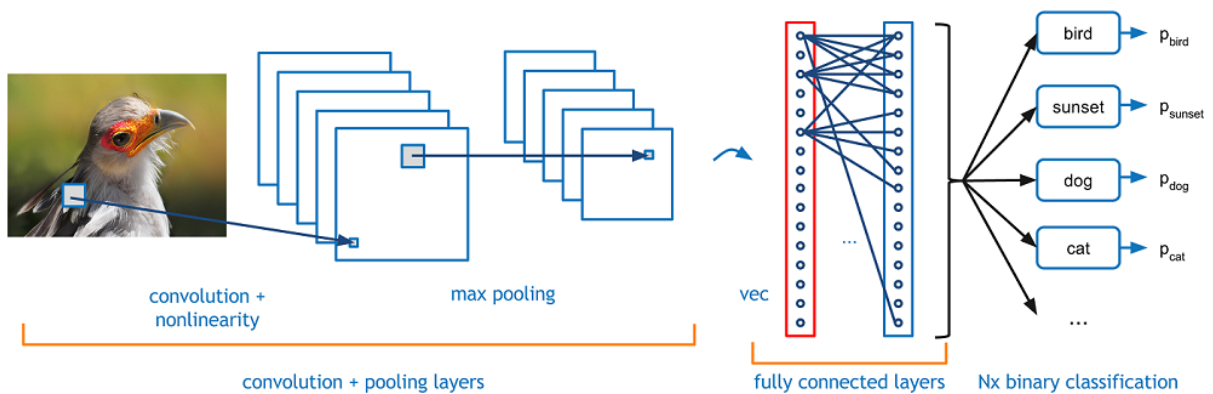 bird
p_bird
sunset
p_sunset
dog
p_dog
cat
p_cat
...
...
convolution +
nonlinearity
max pooling
vec
convolution + pooling layers
fully connected layers
Nx binary classification